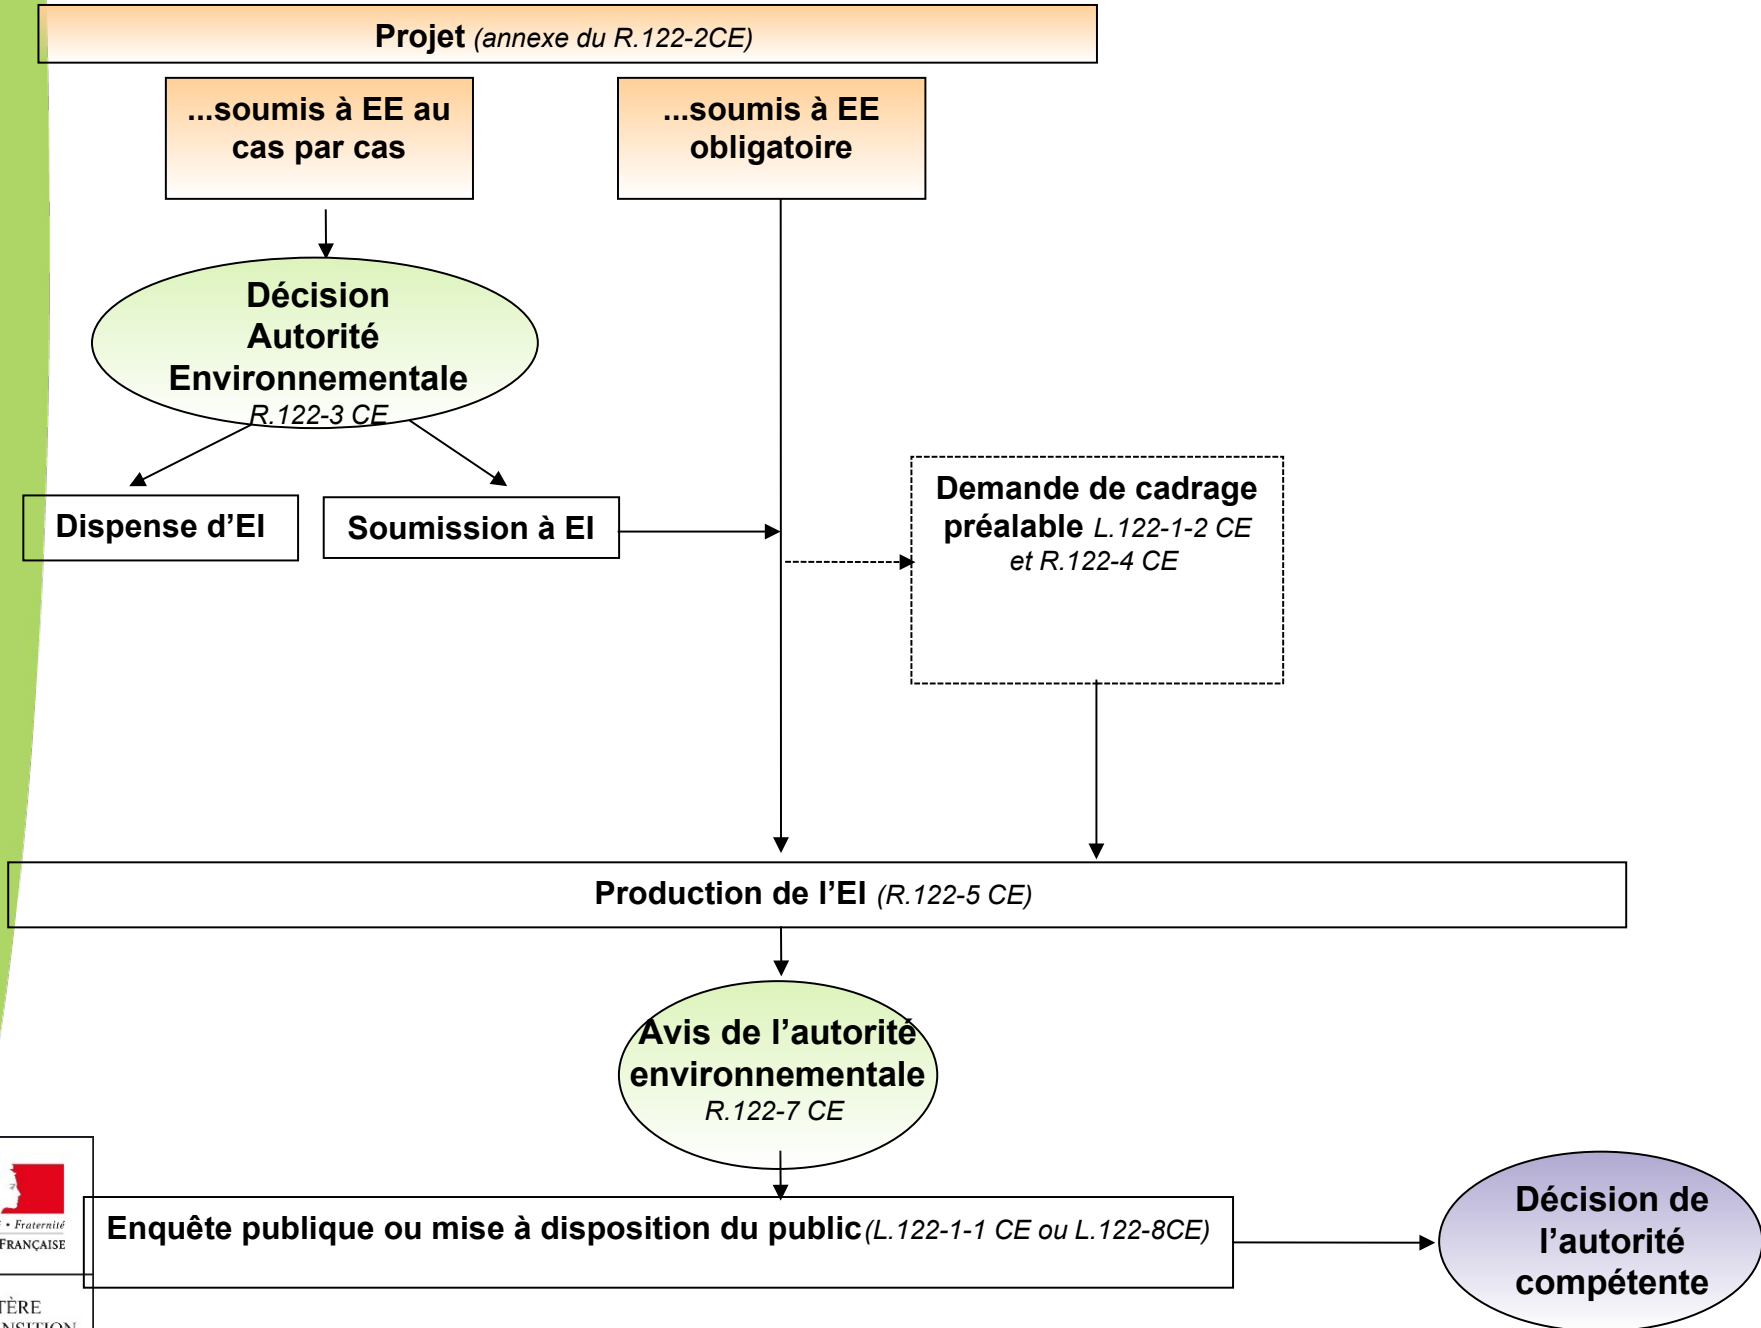 Projet (annexe du R.122-2CE)
...soumis à EE au
cas par cas
...soumis à EE
obligatoire
Décision
Autorité
Environnementale
R.122-3 CE
Dispense d’EI
Soumission à EI
Demande de cadrage
préalable L.122-1-2 CE
et R.122-4 CE
Production de l’EI (R.122-5 CE)
Avis de l’autorité
environnementale
R.122-7 CE
Enquête publique ou mise à disposition du public(L.122-1-1 CE ou L.122-8CE)
Décision de
l’autorité
compétente
• Fraternité
FRANÇAISE